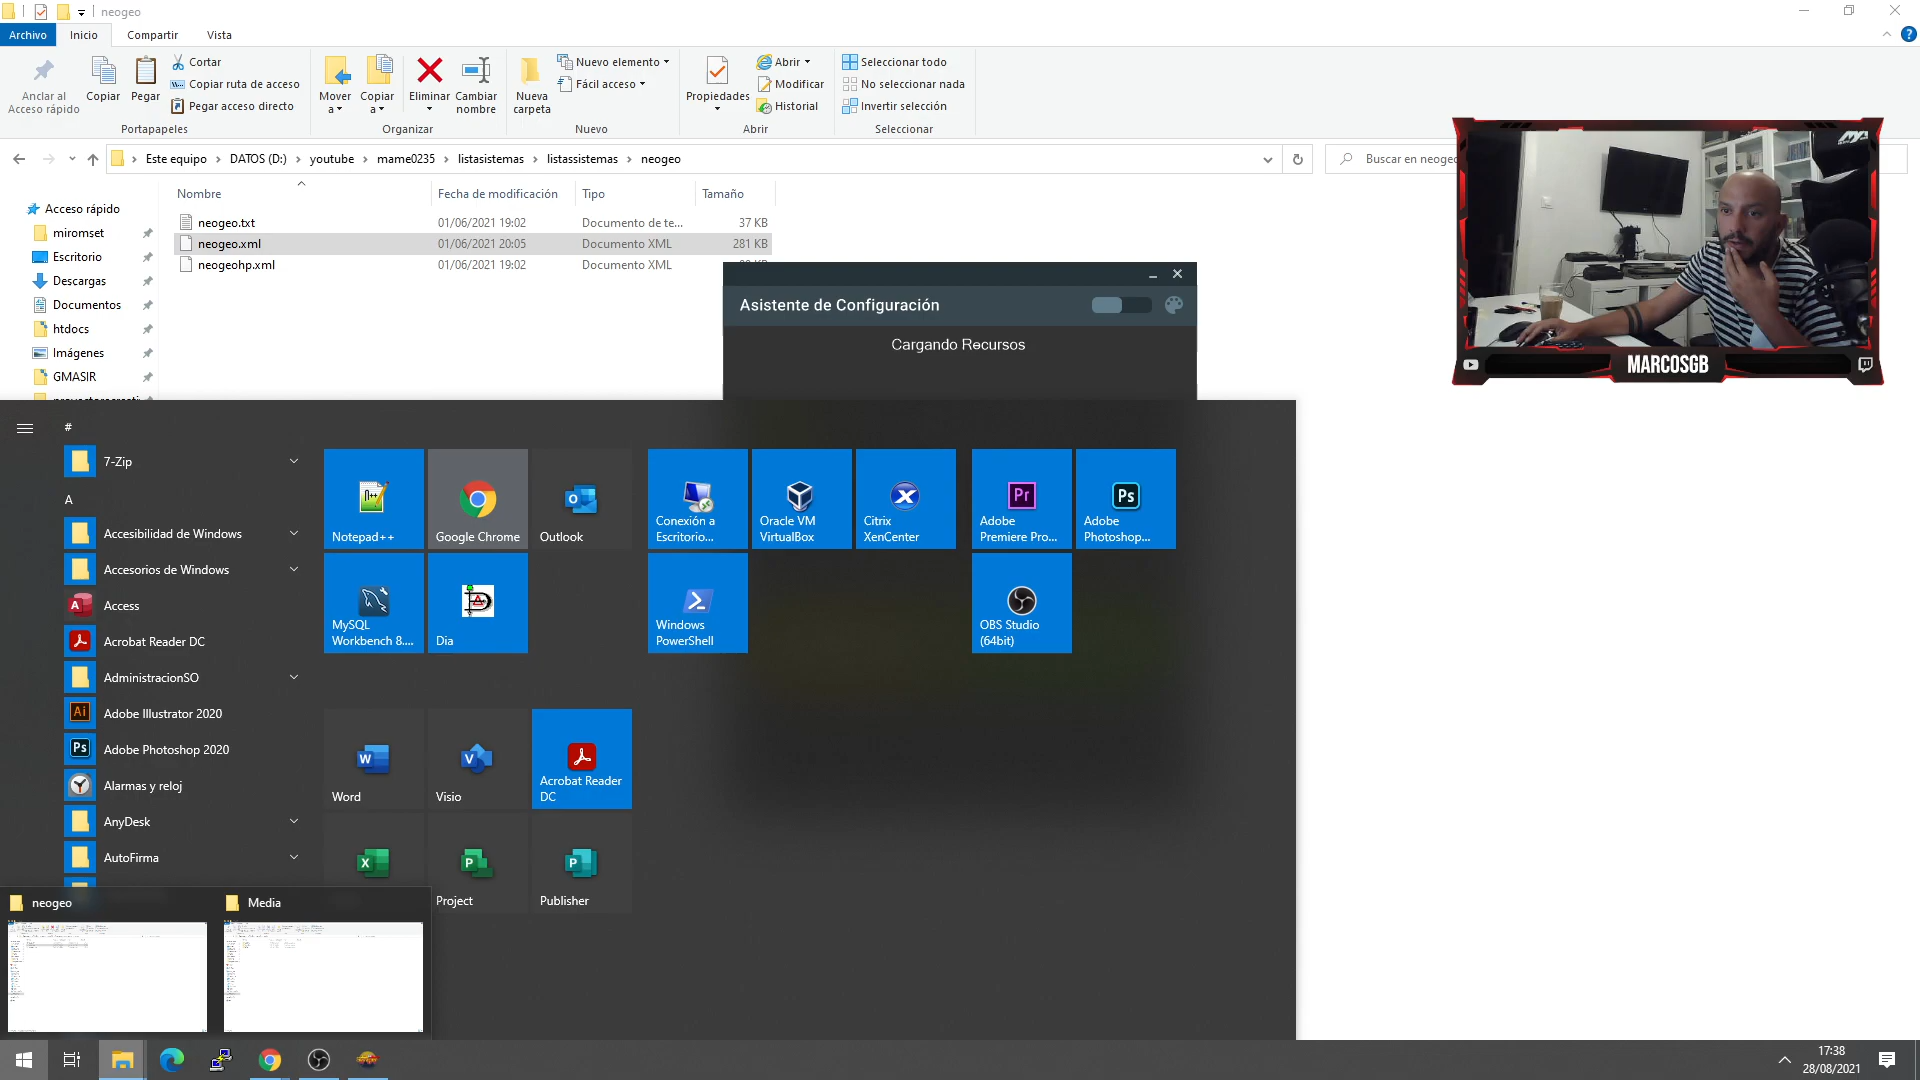 neogeo
Archivo
Inicio
Compartir
Vista
Anclar al
Acceso rápido
Copiar
Pegar
Cortar
Copiar ruta de acceso
Pegar acceso directo
Portapapeles
Mover
a
Copiar
a
Eliminar
Cambiar
nombre
Organizar
Nueva
carpeta
Nuevo elemento
Fácil acceso
Nuevo
Propiedades
Abrir
Modificar
Historial
Abrir
Seleccionar todo
No seleccionar nada
Invertir selección
Seleccionar
Este equipo > DATOS (D:) > youtube > mame0235 > listasistemas > listassistemas > neogeo
Buscar en neogeo
Nombre
Fecha de modificación
Tipo
Tamaño
neogeo.txt 01/06/2021 19:02 Documento de te... 37 KB
neogeo.xml 01/06/2021 20:05 Documento XML 281 KB
neogeohp.xml 01/06/2021 19:02 Documento XML
Acceso rápido
miromset
Escritorio
Descargas
Documentos
htdocs
Imágenes
GMASIR
Asistente de Configuración
Cargando Recursos
MARCOSGB
#
7-Zip
A
Accesibilidad de Windows
Accesorios de Windows
Access
Acrobat Reader DC
AdministracionSO
Adobe Illustrator 2020
Adobe Photoshop 2020
Alarmas y reloj
AnyDesk
AutoFirma
Notepad++
Google Chrome
Outlook
MySQL
Workbench 8....
Dia
Conexión a
Escritorio...
Oracle VM
VirtualBox
Citrix
XenCenter
Windows
PowerShell
Adobe
Premiere Pro...
Adobe
Photoshop...
OBS Studio
(64bit)
Word
Visio
Acrobat Reader
DC
Project
Publisher
neogeo
Media
17:38
28/08/2021